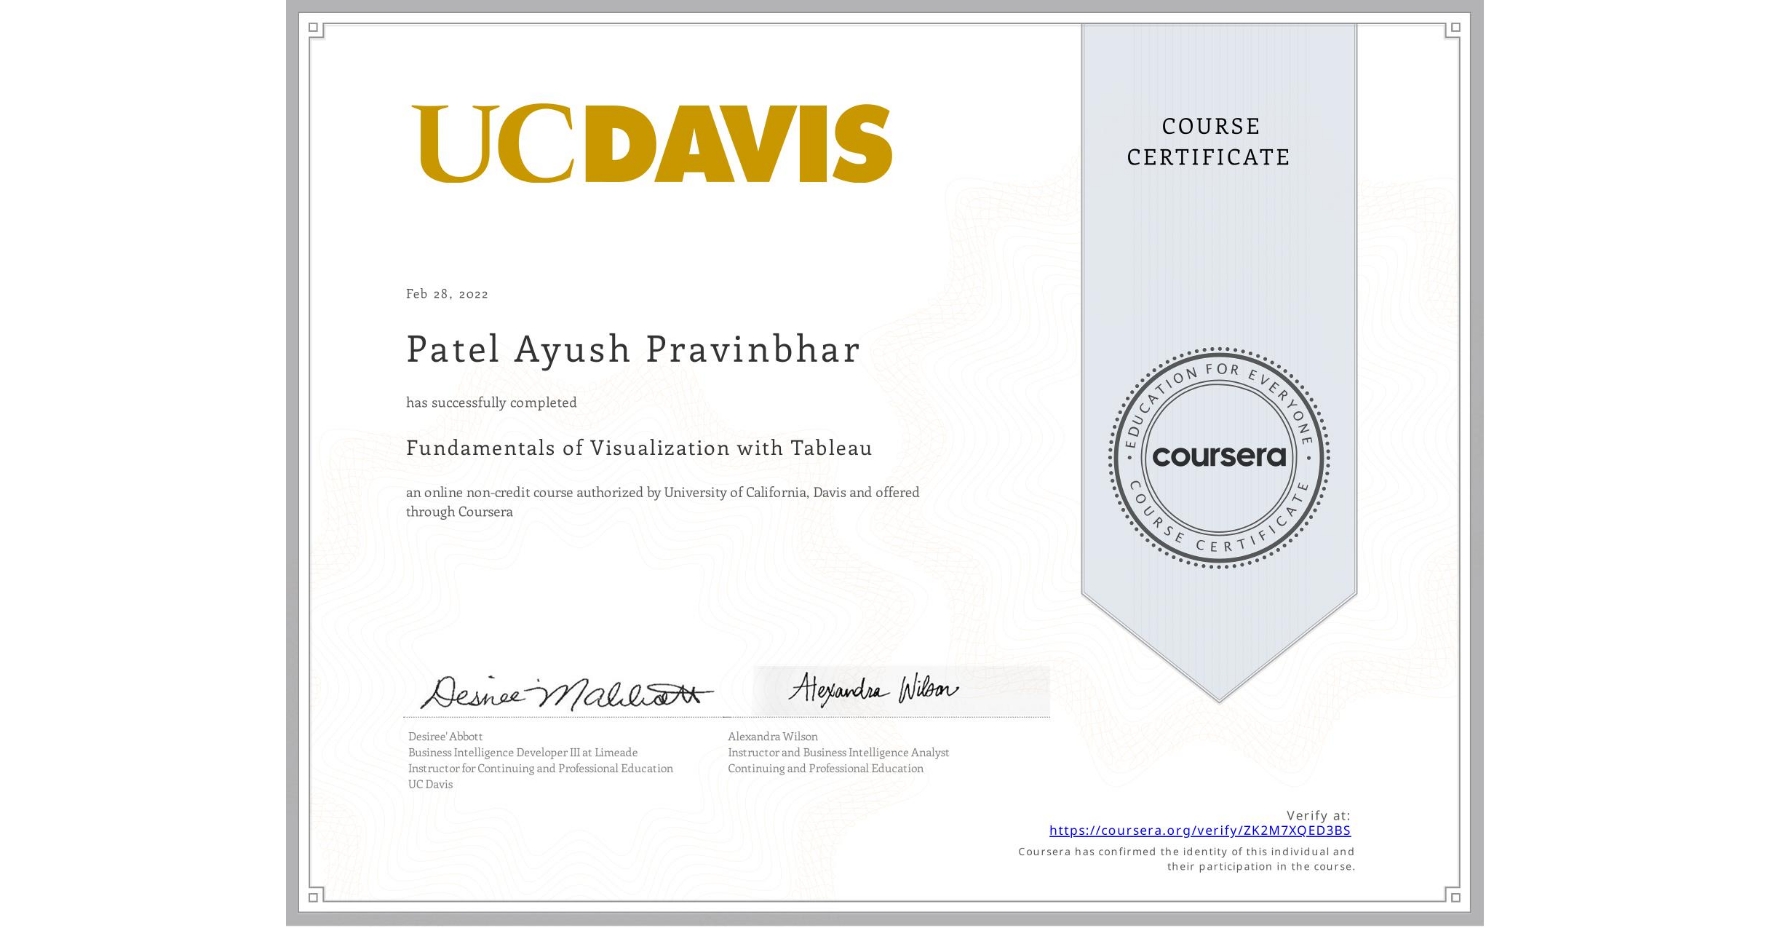 UCDAVIS
COURSE
CERTIFICATE
Feb 28, 2022
Patel Ayush Pravinbhar
has successfully completed
Fundamentals of Visualization with Tableau
an online non-credit course authorized by University of California, Davis and offered
through Coursera
EDUCATION FOR EVERYONE
coursera
COURSE CERTIFICATE
Alexandra Wilson
Desiree' Abbott
Business Intelligence Developer III at Limeade
Instructor for Continuing and Professional Education
UC Davis
Alexandra Wilson
Instructor and Business Intelligence Analyst
Continuing and Professional Education
Verify at:
https://coursera.org/verify/ZK2M7XQED3BS
Coursera has confirmed the identity of this individual and
their participation in the course.